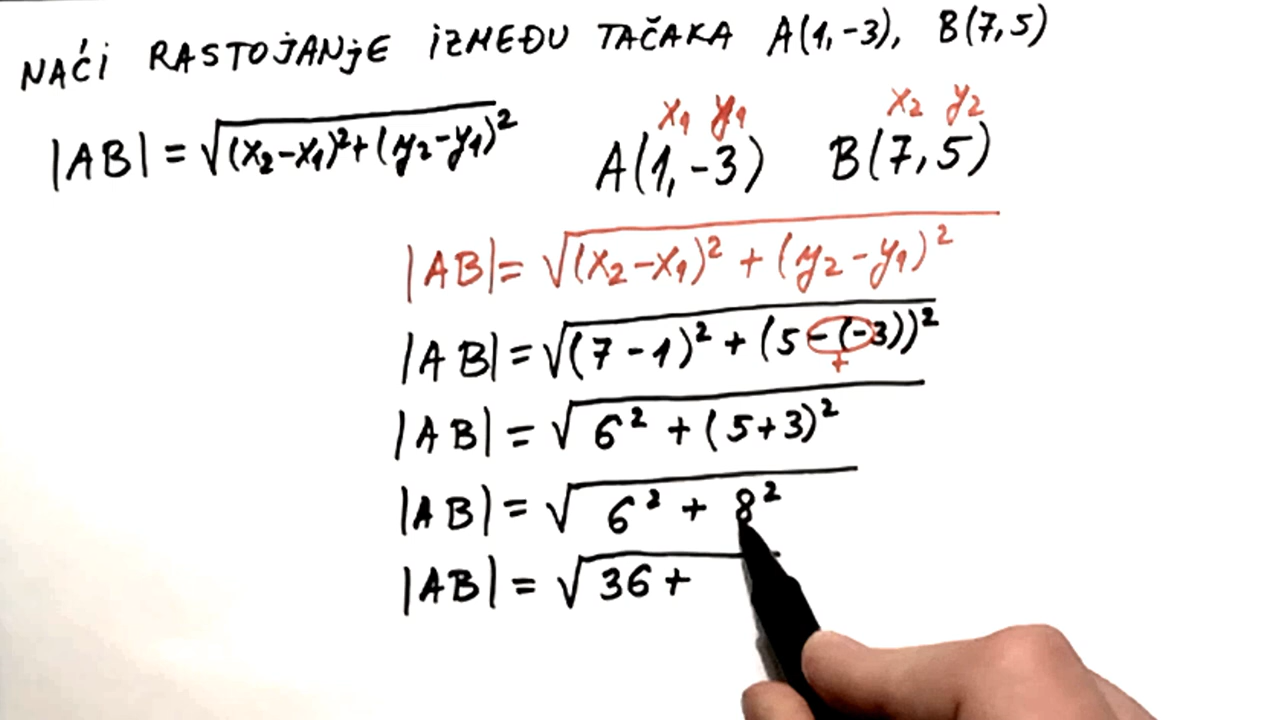 NAĆI RASTOJANJE IZMEĐU TAČAKA A(1,-3), B(7,5)
|AB| = √(x₂-x₁)²+(y₂-y₁)²
x₁ y₁ x₂ y₂
A(1,-3) B(7,5)
|AB| = √(x₂-x₁)² + (y₂-y₁)²
|AB| = √(7-1)² + (5-(-3))²
+
|AB| = √6² + (5+3)²
|AB| = √6² + 8²
|AB| = √36 +